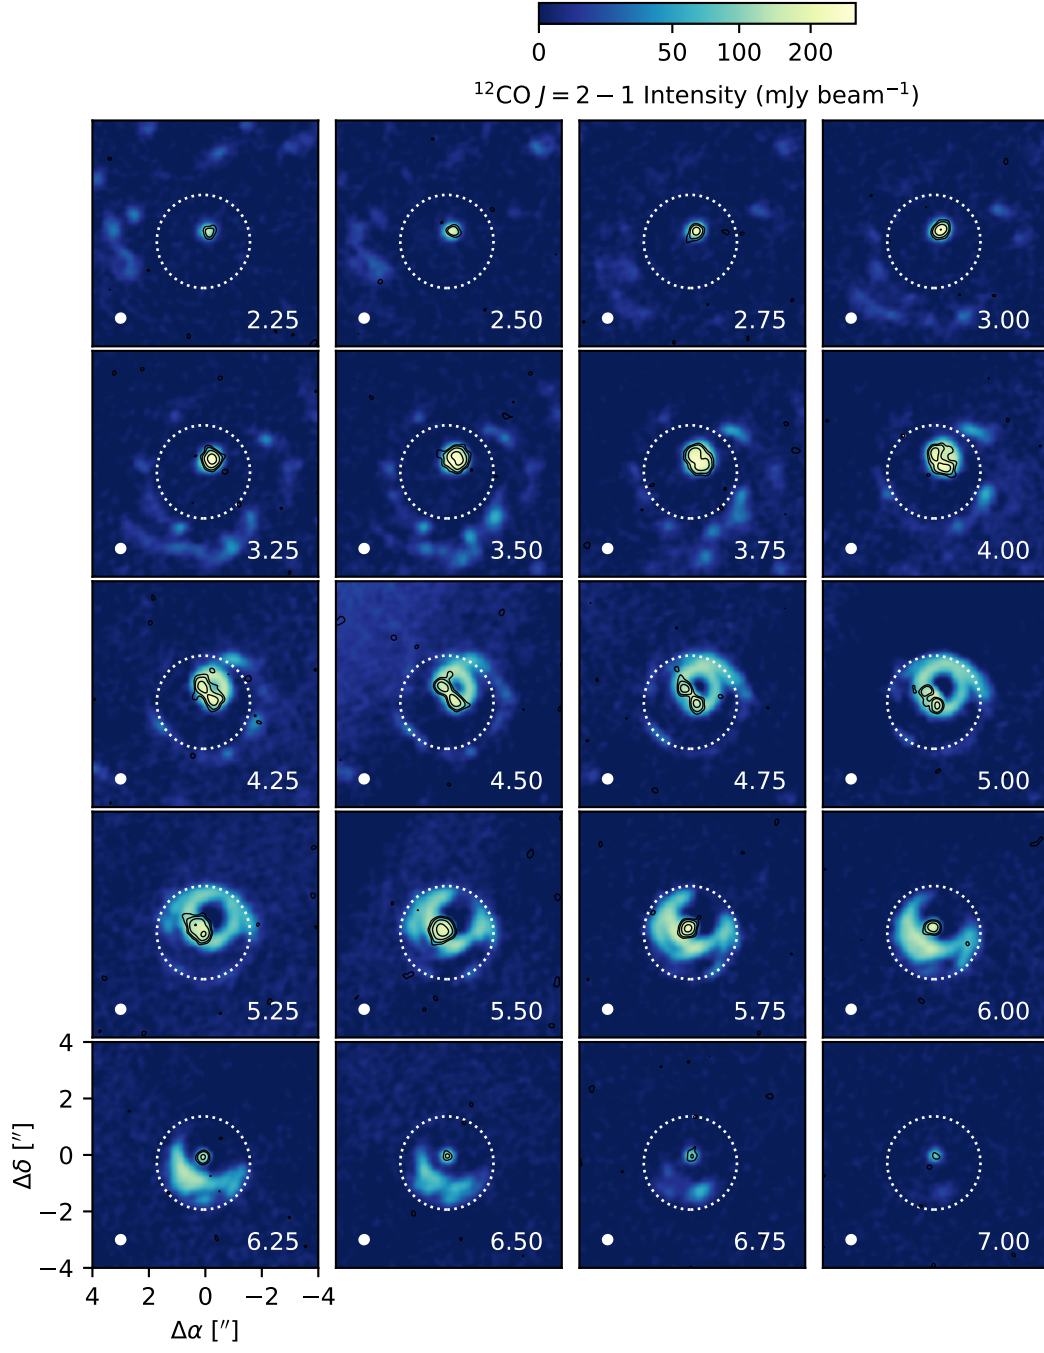 0 50 100 200
¹²CO J = 2 − 1 Intensity (mJy beam⁻¹)
2.25 2.50 2.75 3.00
3.25 3.50 3.75 4.00
4.25 4.50 4.75 5.00
5.25 5.50 5.75 6.00
4
2
0
−2
−4
Δδ [″]
6.25 6.50 6.75 7.00
4 2 0 −2 −4
Δα [″]